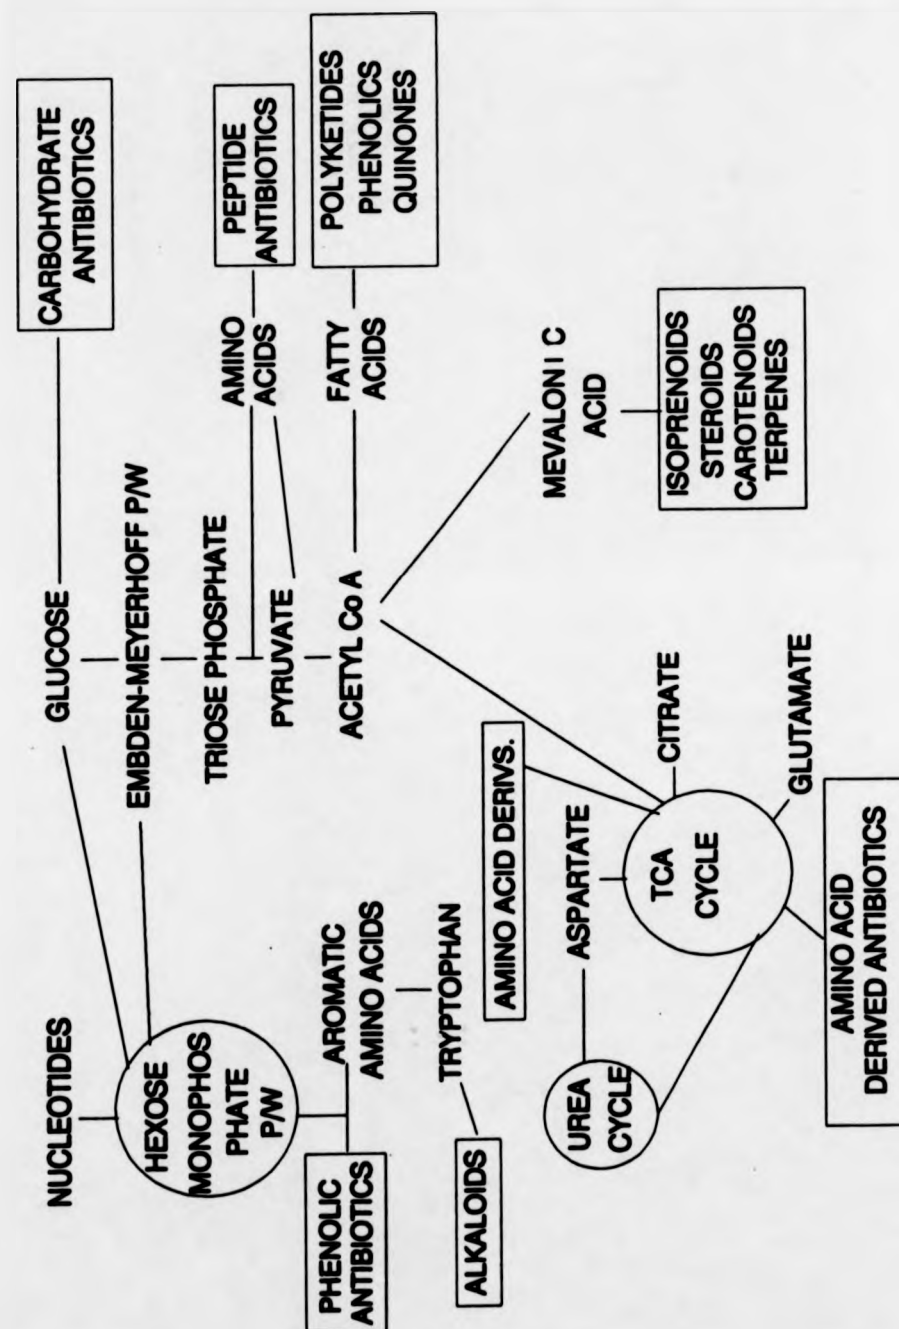 NUCLEOTIDES
GLUCOSE
CARBOHYDRATE
ANTIBIOTICS
HEXOSE
MONOPHOS
PHATE
P/W
EMBDEN-MEYERHOFF P/W
TRIOSE PHOSPHATE
AMINO
ACIDS
PEPTIDE
ANTIBIOTICS
PYRUVATE
PHENOLIC
ANTIBIOTICS
AROMATIC
AMINO ACIDS
ACETYL Co A
FATTY
ACIDS
POLYKETIDES
PHENOLICS
QUINONES
TRYPTOPHAN
ALKALOIDS
AMINO ACID DERIVS.
MEVALONI C
ACID
UREA
CYCLE
ASPARTATE
TCA
CYCLE
CITRATE
ISOPRENOIDS
STEROIDS
CAROTENOIDS
TERPENES
GLUTAMATE
AMINO ACID
DERIVED ANTIBIOTICS